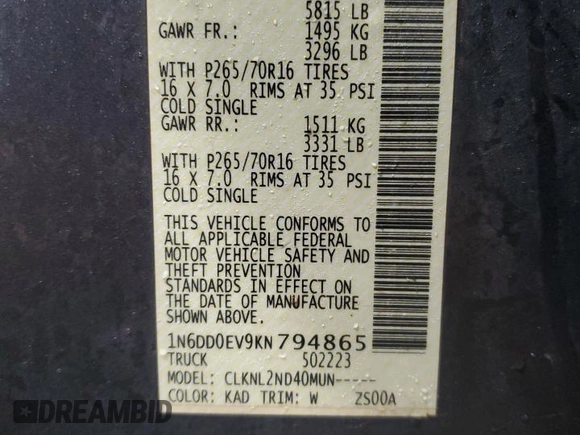 5815 LB
GAWR FR.: 1495 KG
3296 LB
WITH P265/70R16 TIRES
16 X 7.0 RIMS AT 35 PSI
COLD SINGLE
GAWR RR.: 1511 KG
3331 LB
WITH P265/70R16 TIRES
16 X 7.0 RIMS AT 35 PSI
COLD SINGLE
THIS VEHICLE CONFORMS TO
ALL APPLICABLE FEDERAL
MOTOR VEHICLE SAFETY AND
THEFT PREVENTION
STANDARDS IN EFFECT ON
THE DATE OF MANUFACTURE
SHOWN ABOVE.
1N6DD0EV9KN794865
TRUCK 502223
MODEL: CLKNL2ND40MUN-----
COLOR: KAD TRIM: W ZS00A
DREAMBID